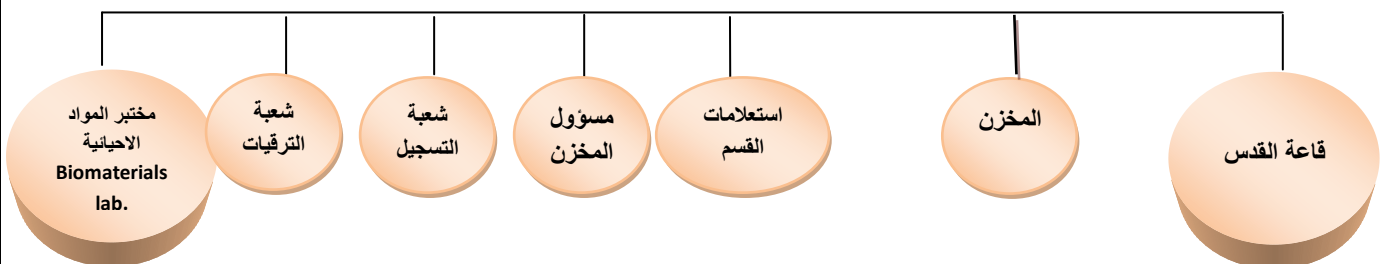 قاعة القدس
المخزن
استعلامات
القسم
مسؤول
المخزن
شعبة
التسجيل
شعبة
الترقيات
مختبر المواد
الاحيائية
Biomaterials
lab.